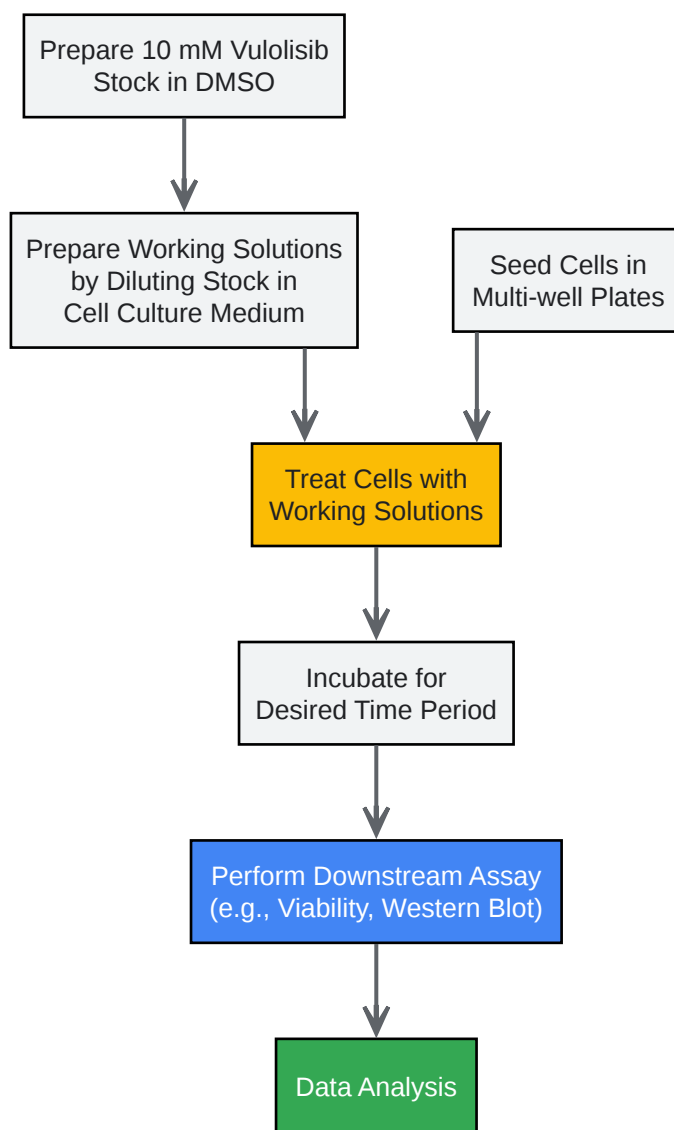 Prepare 10 mM Vulolisib
Stock in DMSO
Prepare Working Solutions
by Diluting Stock in
Cell Culture Medium
Seed Cells in
Multi-well Plates
Treat Cells with
Working Solutions
Incubate for
Desired Time Period
Perform Downstream Assay
(e.g., Viability, Western Blot)
Data Analysis